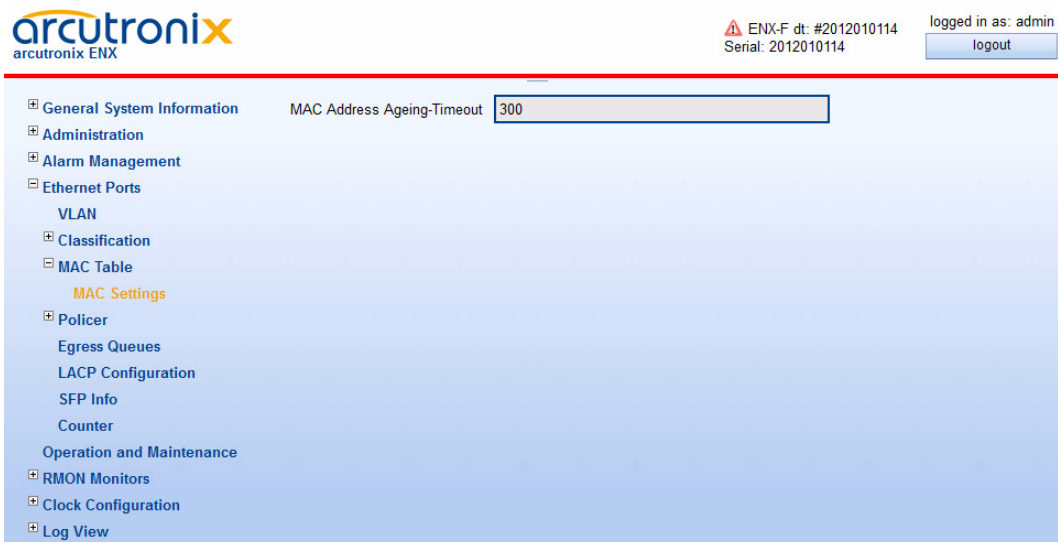 arcutronix
arcutronix ENX
ENX-F dt: #2012010114
Serial: 2012010114
logged in as: admin
logout
General System Information
Administration
Alarm Management
Ethernet Ports
VLAN
Classification
MAC Table
MAC Settings
Policer
Egress Queues
LACP Configuration
SFP Info
Counter
Operation and Maintenance
RMON Monitors
Clock Configuration
Log View
MAC Address Ageing-Timeout 300